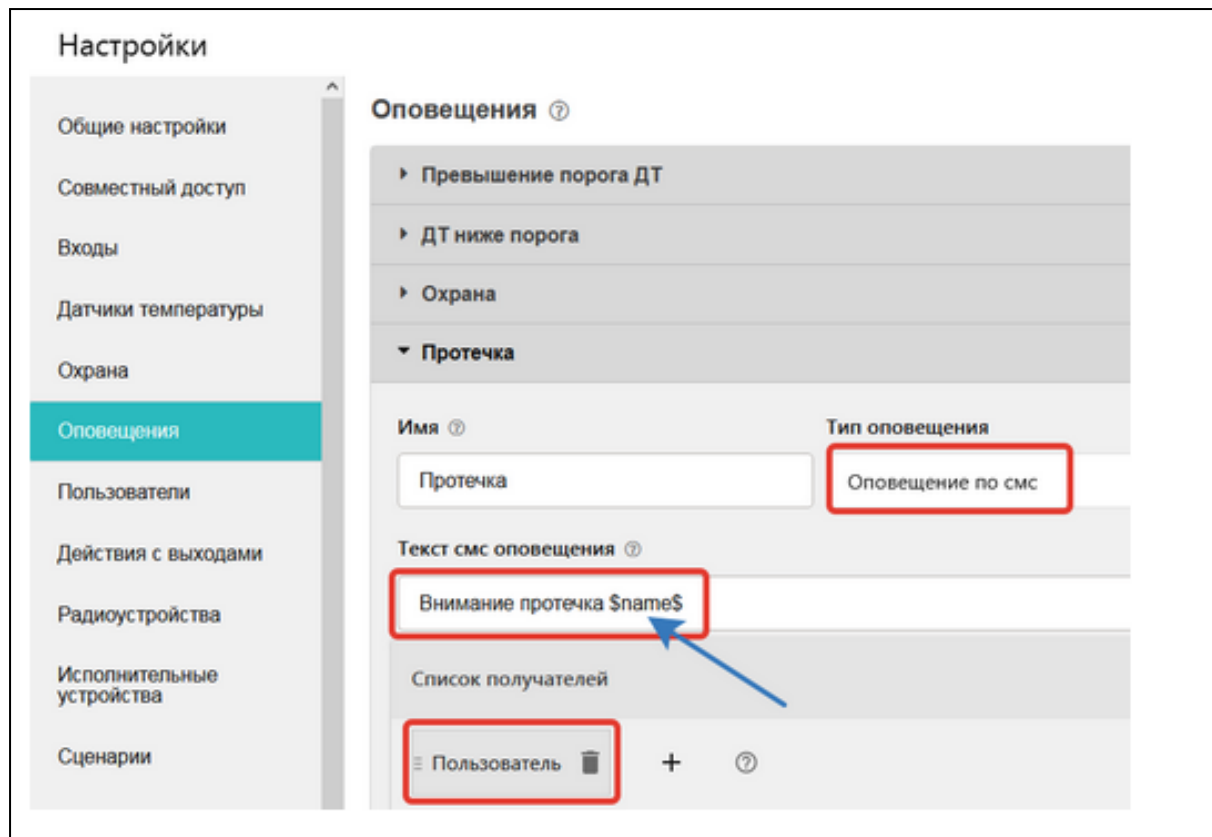 Настройки
Общие настройки
Совместный доступ
Входы
Датчики температуры
Охрана
Оповещения
Пользователи
Действия с выходами
Радиоустройства
Исполнительные
устройства
Сценарии
Оповещения ?
Превышение порога ДТ
ДТ ниже порога
Охрана
Протечка
Имя ? Тип оповещения
Протечка Оповещение по смс
Текст смс оповещения ?
Внимание протечка $name$
Список получателей
Пользователь + ?